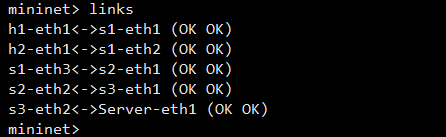 mininet> links
h1-eth1<->s1-eth1 (OK OK)
h2-eth1<->s1-eth2 (OK OK)
s1-eth3<->s2-eth1 (OK OK)
s2-eth2<->s3-eth1 (OK OK)
s3-eth2<->Server-eth1 (OK OK)
mininet>